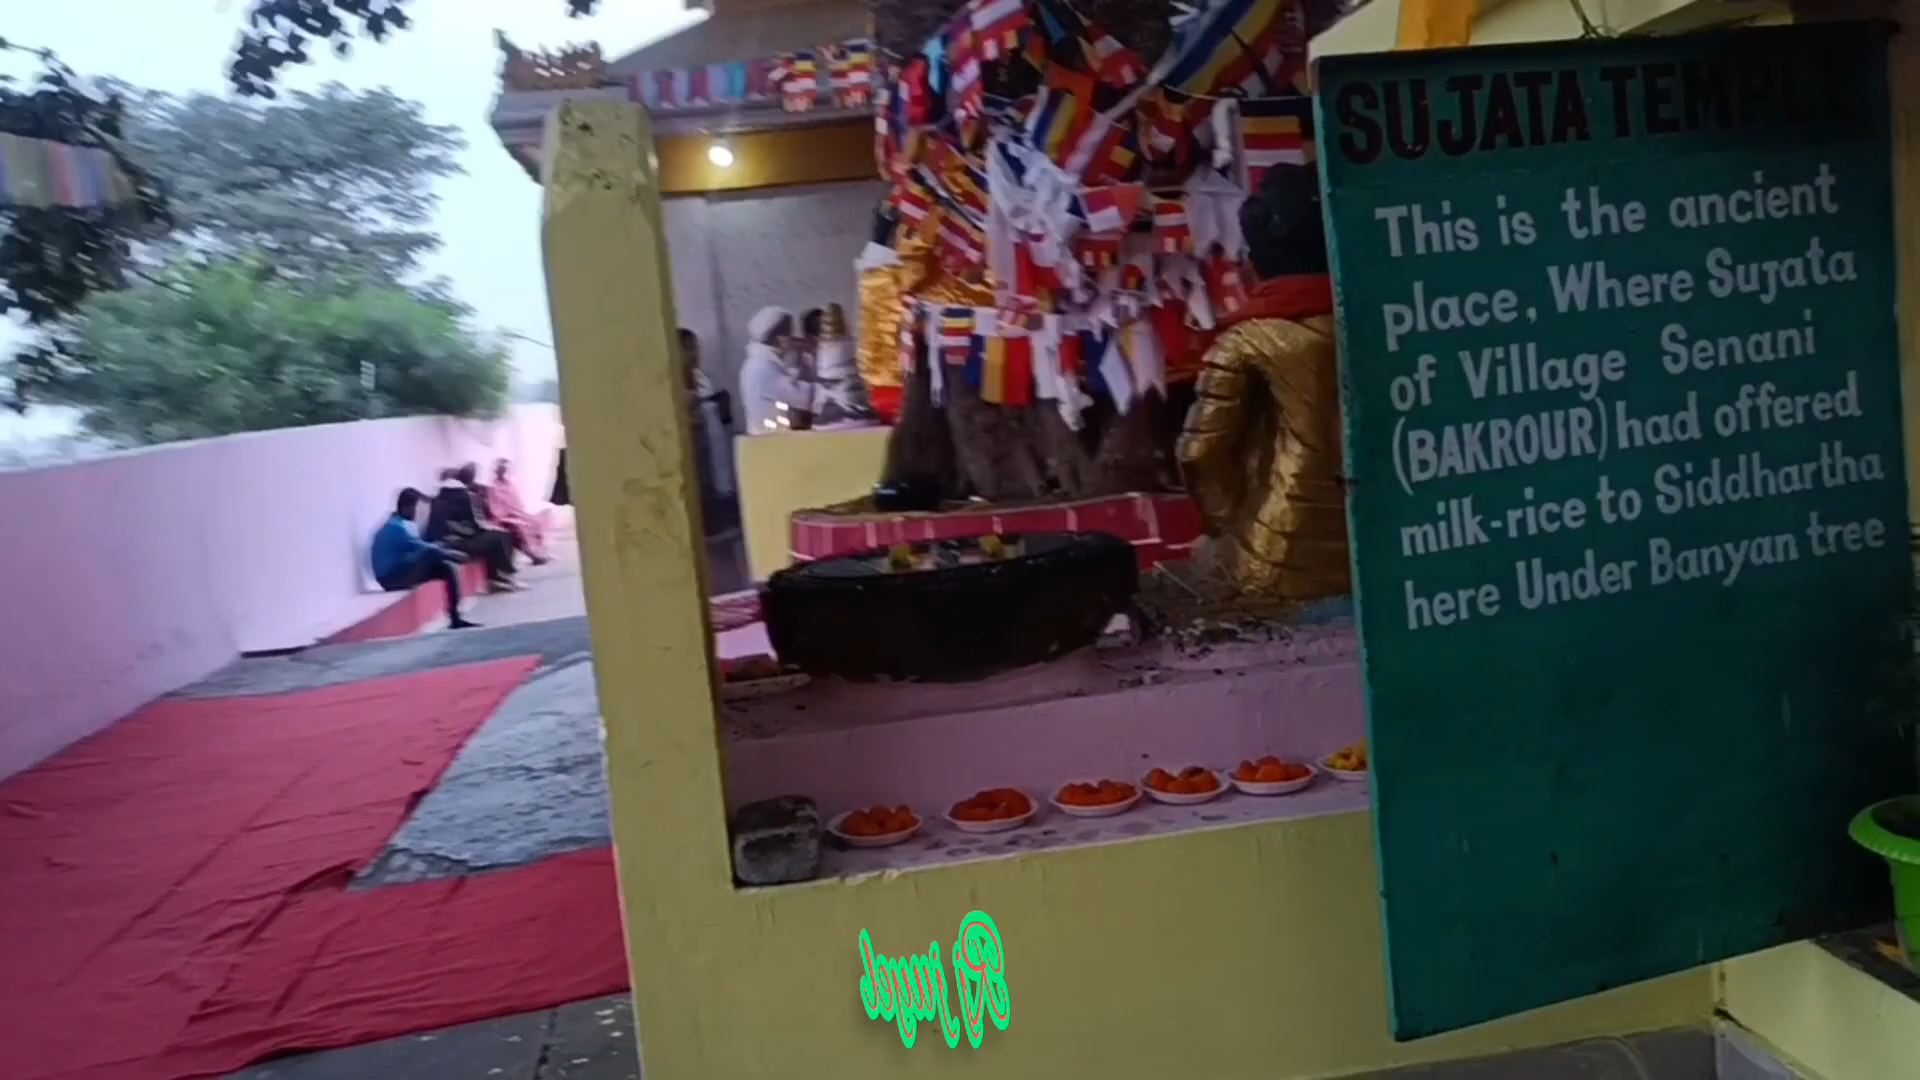 SUJATA TEMPLE
This is the ancient
place, Where Sujata
of Village Senani
(BAKROUR) had offered
milk-rice to Siddhartha
here Under Banyan tree